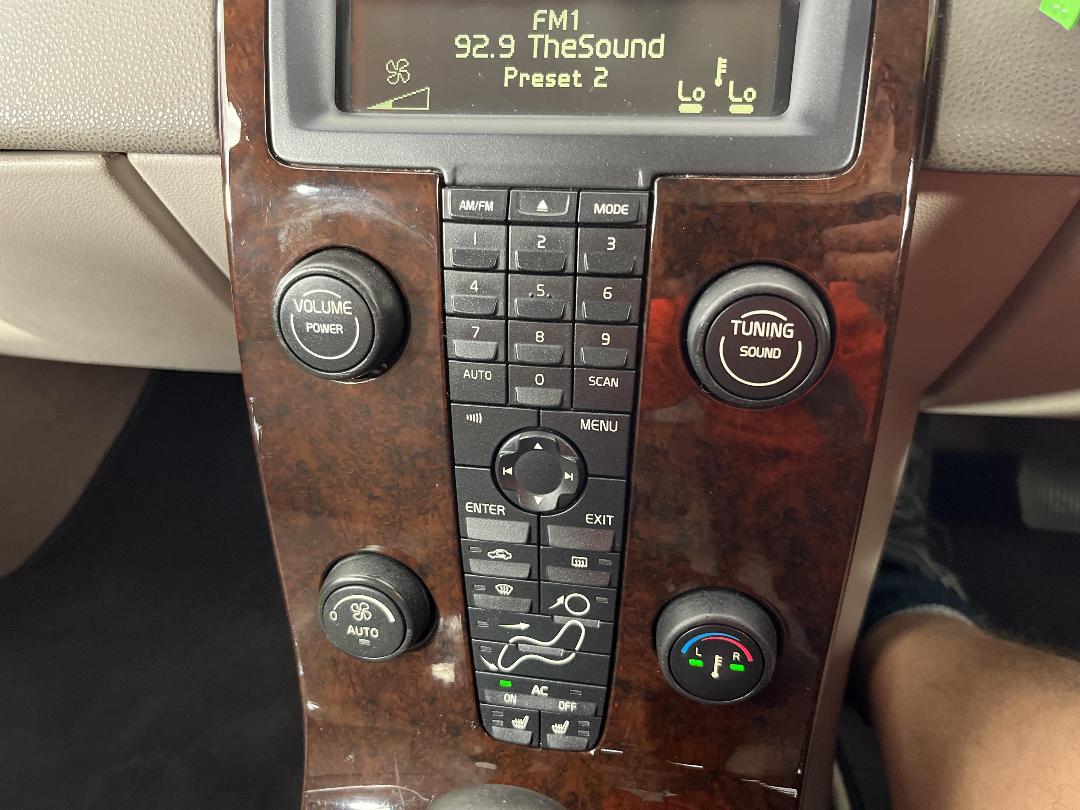 FM1
92.9 TheSound
Preset 2
Lo Lo
AM/FM MODE
1 2 3
4 5 6
7 8 9
AUTO 0 SCAN
VOLUME
POWER
TUNING
SOUND
MENU
ENTER EXIT
0
AUTO
L R
AC
ON OFF